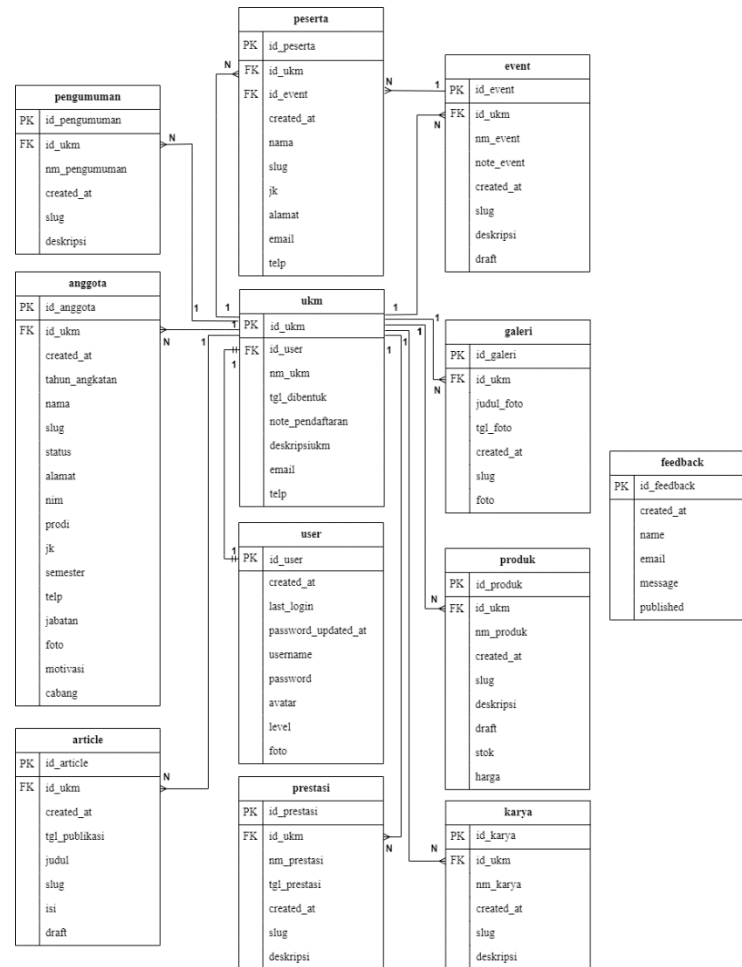 peserta
PK id_peserta
FK id_ukm
FK id_event
created_at
nama
slug
jk
alamat
email
telp
N
N
event
PK id_event
FK id_ukm
nm_event
note_event
created_at
slug
deskripsi
draft
1
N
pengumuman
PK id_pengumuman
FK id_ukm
nm_pengumuman
created_at
slug
deskripsi
N
anggota
PK id_anggota
FK id_ukm
created_at
tahun_angkatan
nama
slug
status
alamat
nim
prodi
jk
semester
telp
jabatan
foto
motivasi
cabang
N
ukm
PK id_ukm
FK id_user
nm_ukm
tgl_dibentuk
note_pendaftaran
deskripsiukm
email
telp
1
1
1
1
1
1
1
1
1
1
galeri
PK id_galeri
FK id_ukm
judul_foto
tgl_foto
created_at
slug
foto
N
feedback
PK id_feedback
created_at
name
email
message
published
user
PK id_user
created_at
last_login
password_updated_at
username
password
avatar
level
foto
1
produk
PK id_produk
FK id_ukm
nm_produk
created_at
slug
deskripsi
draft
stok
harga
N
article
PK id_article
FK id_ukm
created_at
tgl_publikasi
judul
slug
isi
draft
N
prestasi
PK id_prestasi
FK id_ukm
nm_prestasi
tgl_prestasi
created_at
slug
deskripsi
N
karya
PK id_karya
FK id_ukm
nm_karya
created_at
slug
deskripsi
N